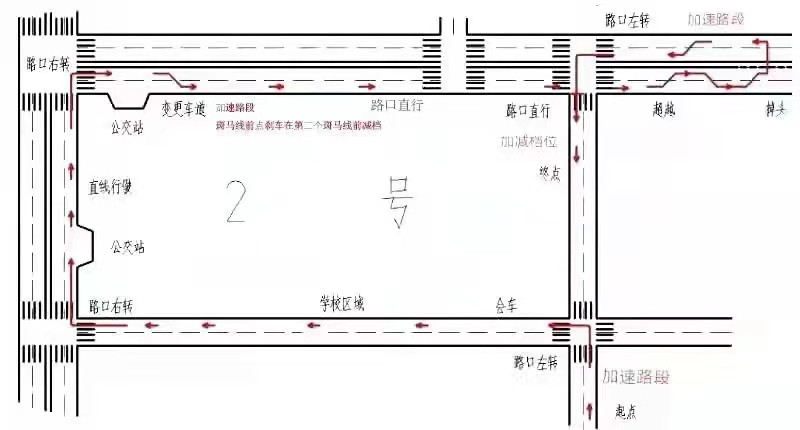 路口左转
加速路段
路口右转
公交站
变更车道
加速路段
斑马线前点刹车在第二个斑马线前减档
路口直行
路口直行
超越
掉头
加减档位
终点
直线行驶
2号
公交站
路口右转
学校区域
会车
路口左转
加速路段
起点